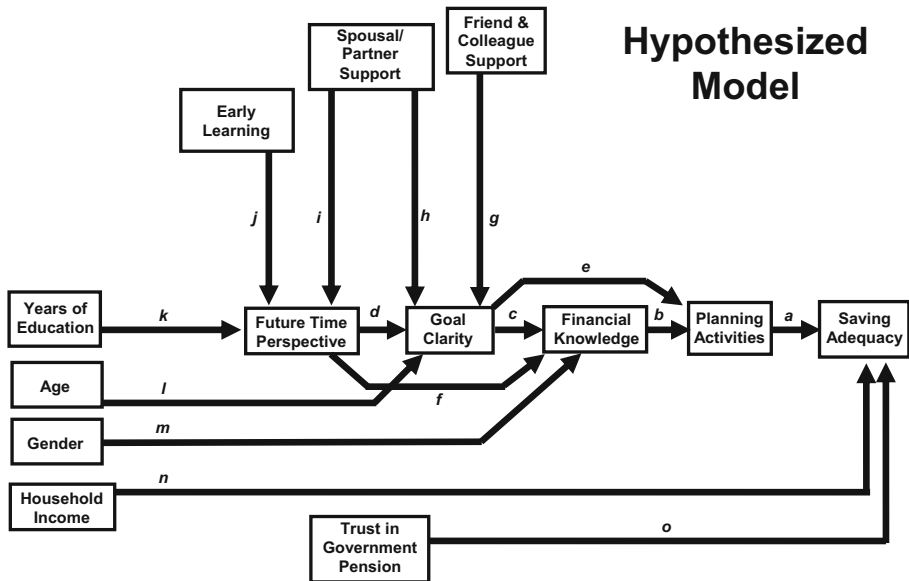 Hypothesized
Model
Spousal/
Partner
Support
Friend &
Colleague
Support
Early
Learning
j
i
h
g
e
Years of
Education
k
Future Time
Perspective
d
Goal
Clarity
c
Financial
Knowledge
b
Planning
Activities
a
Saving
Adequacy
Age
l
f
Gender
m
Household
Income
n
Trust in
Government
Pension
o